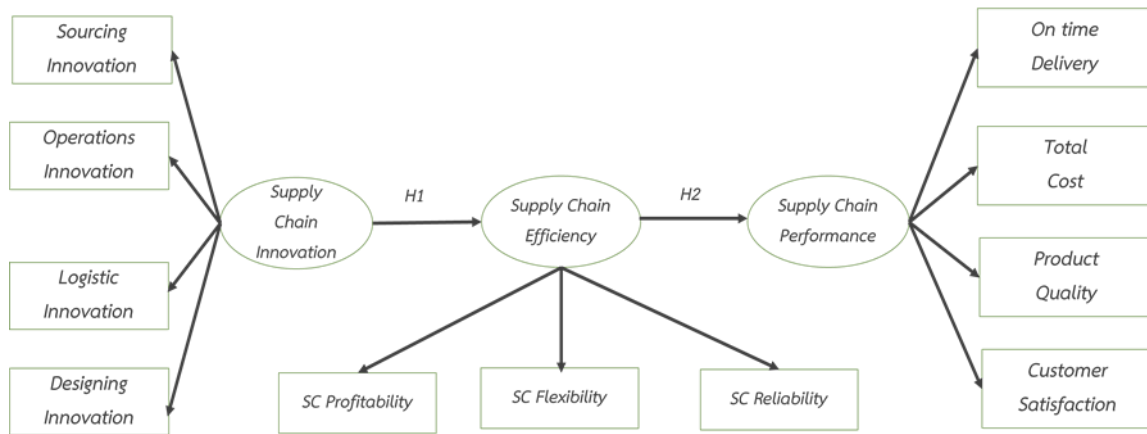 Sourcing
Innovation
Operations
Innovation
Logistic
Innovation
Designing
Innovation
Supply
Chain
Innovation
H1
Supply Chain
Efficiency
H2
Supply Chain
Performance
SC Profitability
SC Flexibility
SC Reliability
On time
Delivery
Total
Cost
Product
Quality
Customer
Satisfaction